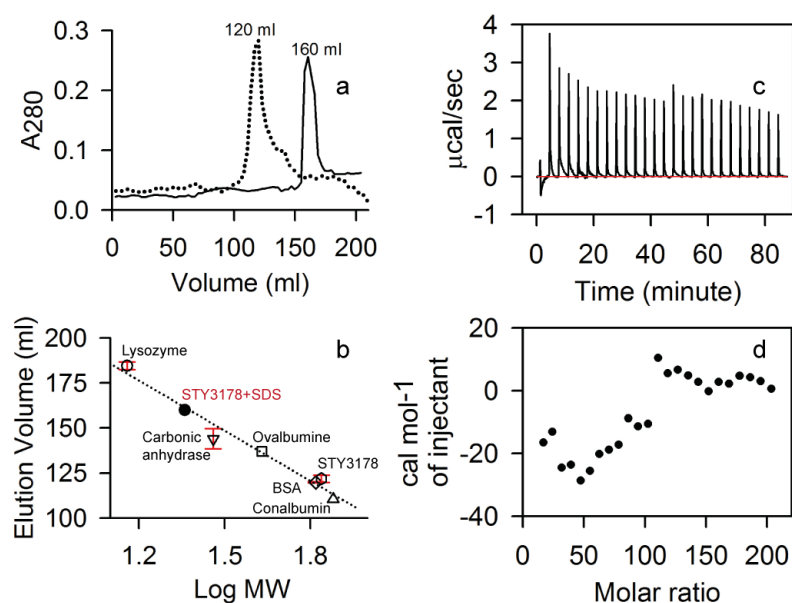 120 ml
160 ml
a
A280
0.3
0.2
0.1
0.0
0
50
100
150
200
Volume (ml)
c
μcal/sec
4
3
2
1
0
-1
0
20
40
60
80
Time (minute)
b
Elution Volume (ml)
200
175
150
125
100
Lysozyme
STY3178+SDS
Carbonic
anhydrase
Ovalbumine
STY3178
BSA
Conalbumin
1.2
1.5
1.8
Log MW
d
cal mol-1
of injectant
20
0
-20
-40
0
50
100
150
200
Molar ratio